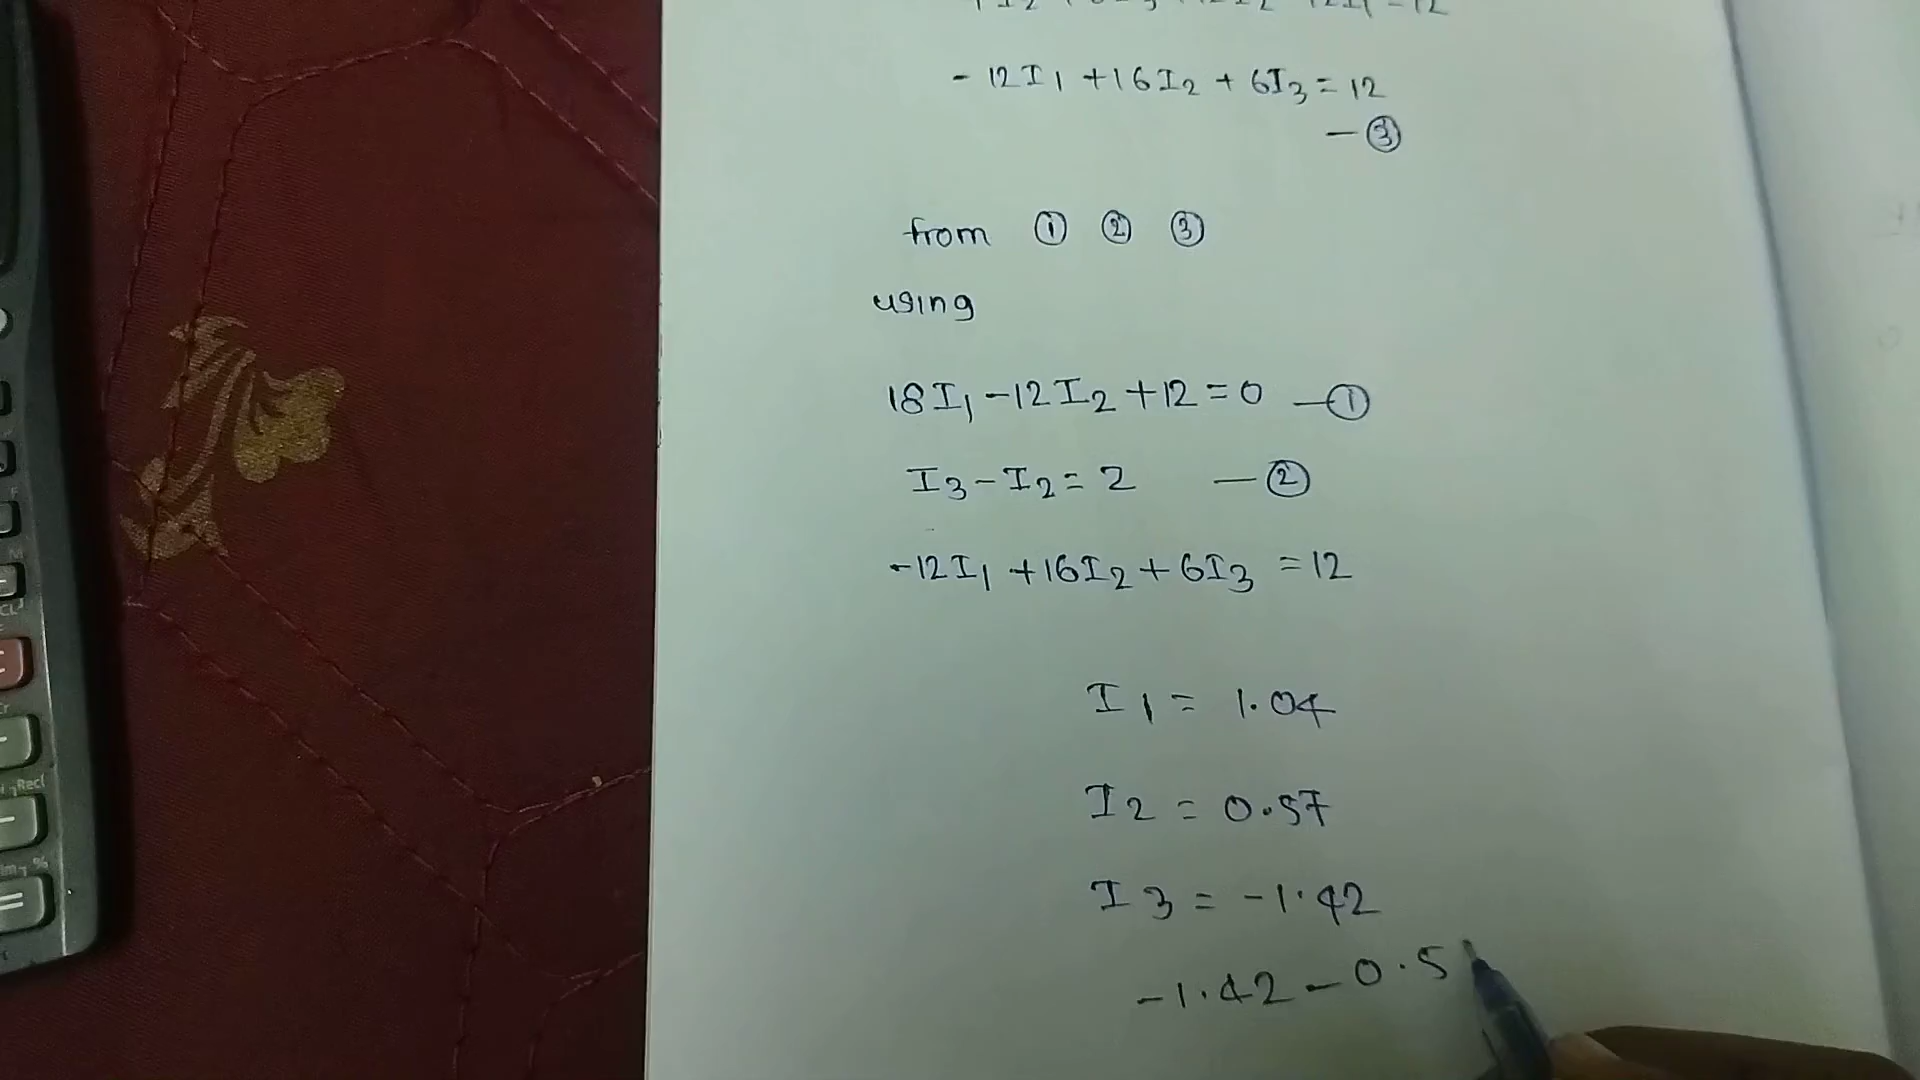 - 12I1 + 16I2 + 6I3 = 12
— ③
from ① ② ③
using
18I1 - 12I2 + 12 = 0 — ①
I3 - I2 = 2 — ②
-12I1 + 16I2 + 6I3 = 12
I1 = 1.04
I2 = 0.57
I3 = -1.42
-1.42 - 0.5